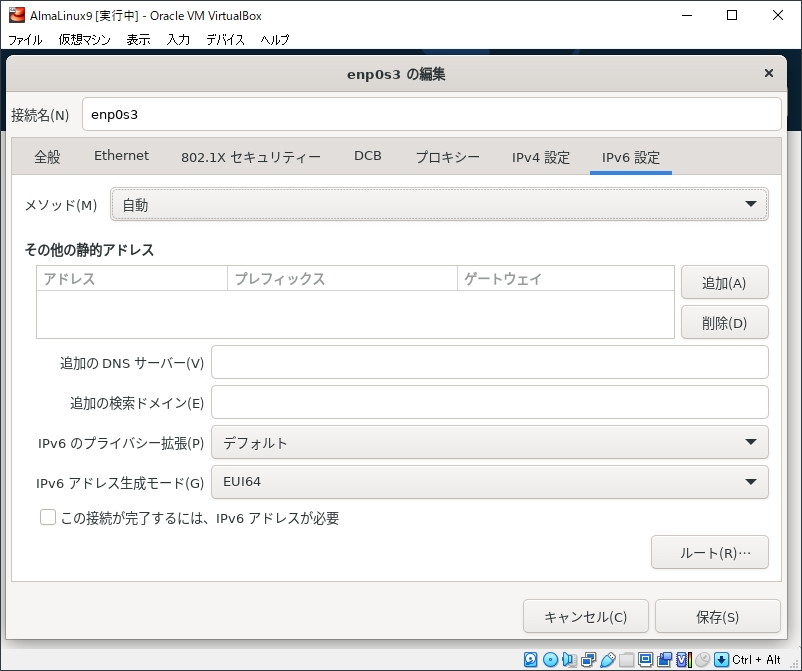 AlmaLinux9 [実行中] - Oracle VM VirtualBox
ファイル 仮想マシン 表示 入力 デバイス ヘルプ
enp0s3 の編集
接続名(N) enp0s3
全般 Ethernet 802.1X セキュリティー DCB プロキシー IPv4 設定 IPv6 設定
メソッド(M) 自動
その他の静的アドレス
アドレス プレフィックス ゲートウェイ
追加(A)
削除(D)
追加の DNS サーバー(V)
追加の検索ドメイン(E)
IPv6 のプライバシー拡張(P) デフォルト
IPv6 アドレス生成モード(G) EUI64
この接続が完了するには、IPv6 アドレスが必要
ルート(R)…
キャンセル(C) 保存(S)
Ctrl + Alt